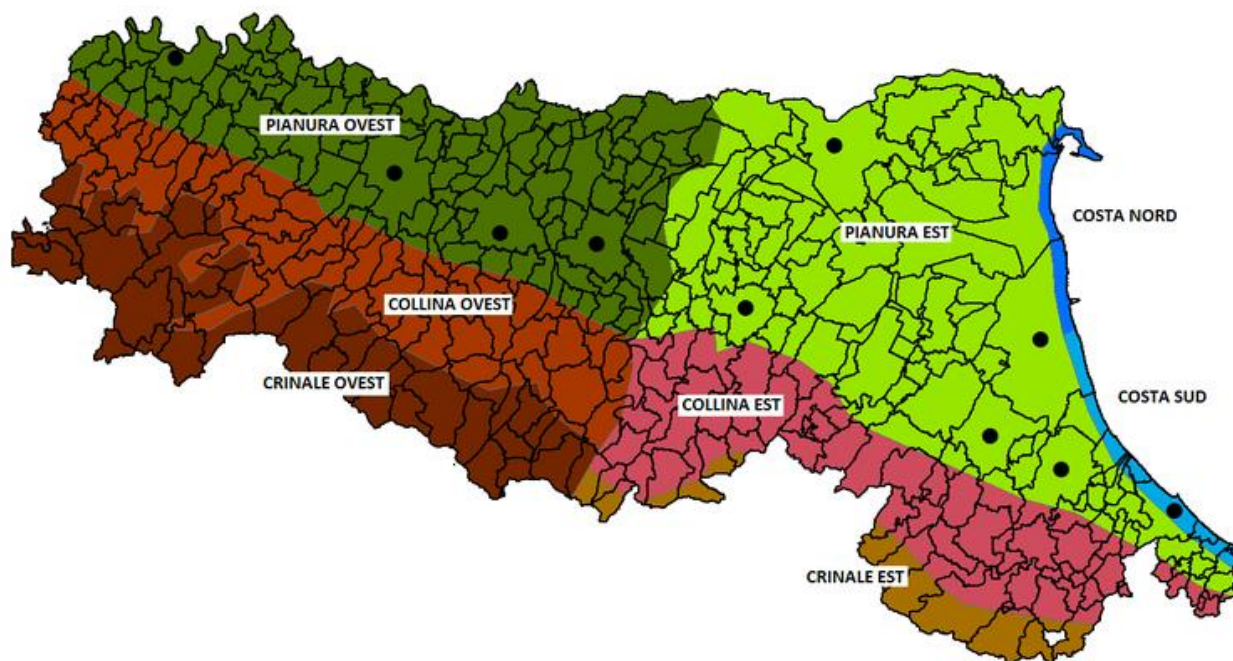 PIANURA OVEST
COSTA NORD
PIANURA EST
COLLINA OVEST
CRINALE OVEST
COLLINA EST
COSTA SUD
CRINALE EST